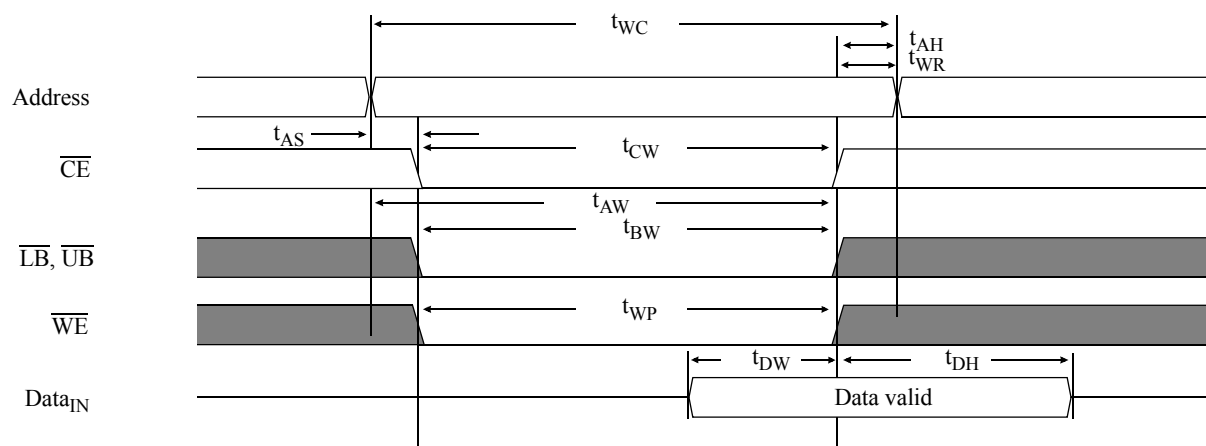 tWC
tAH
tWR
Address
tAS
tCW
CE
tAW
tBW
LB, UB
tWP
WE
tDW
tDH
DataIN
Data valid